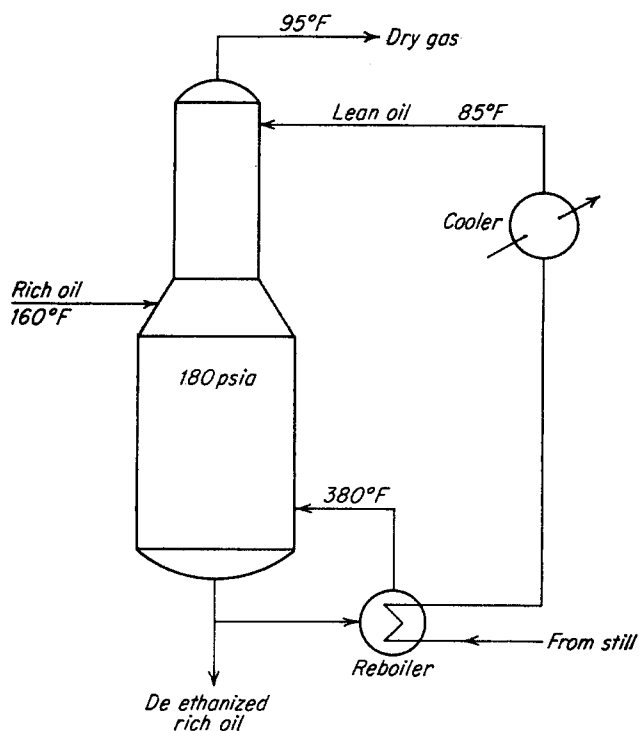 95°F
Dry gas
Lean oil 85°F
Cooler
Rich oil
160°F
180 psia
380°F
From still
Reboiler
De ethanized
rich oil